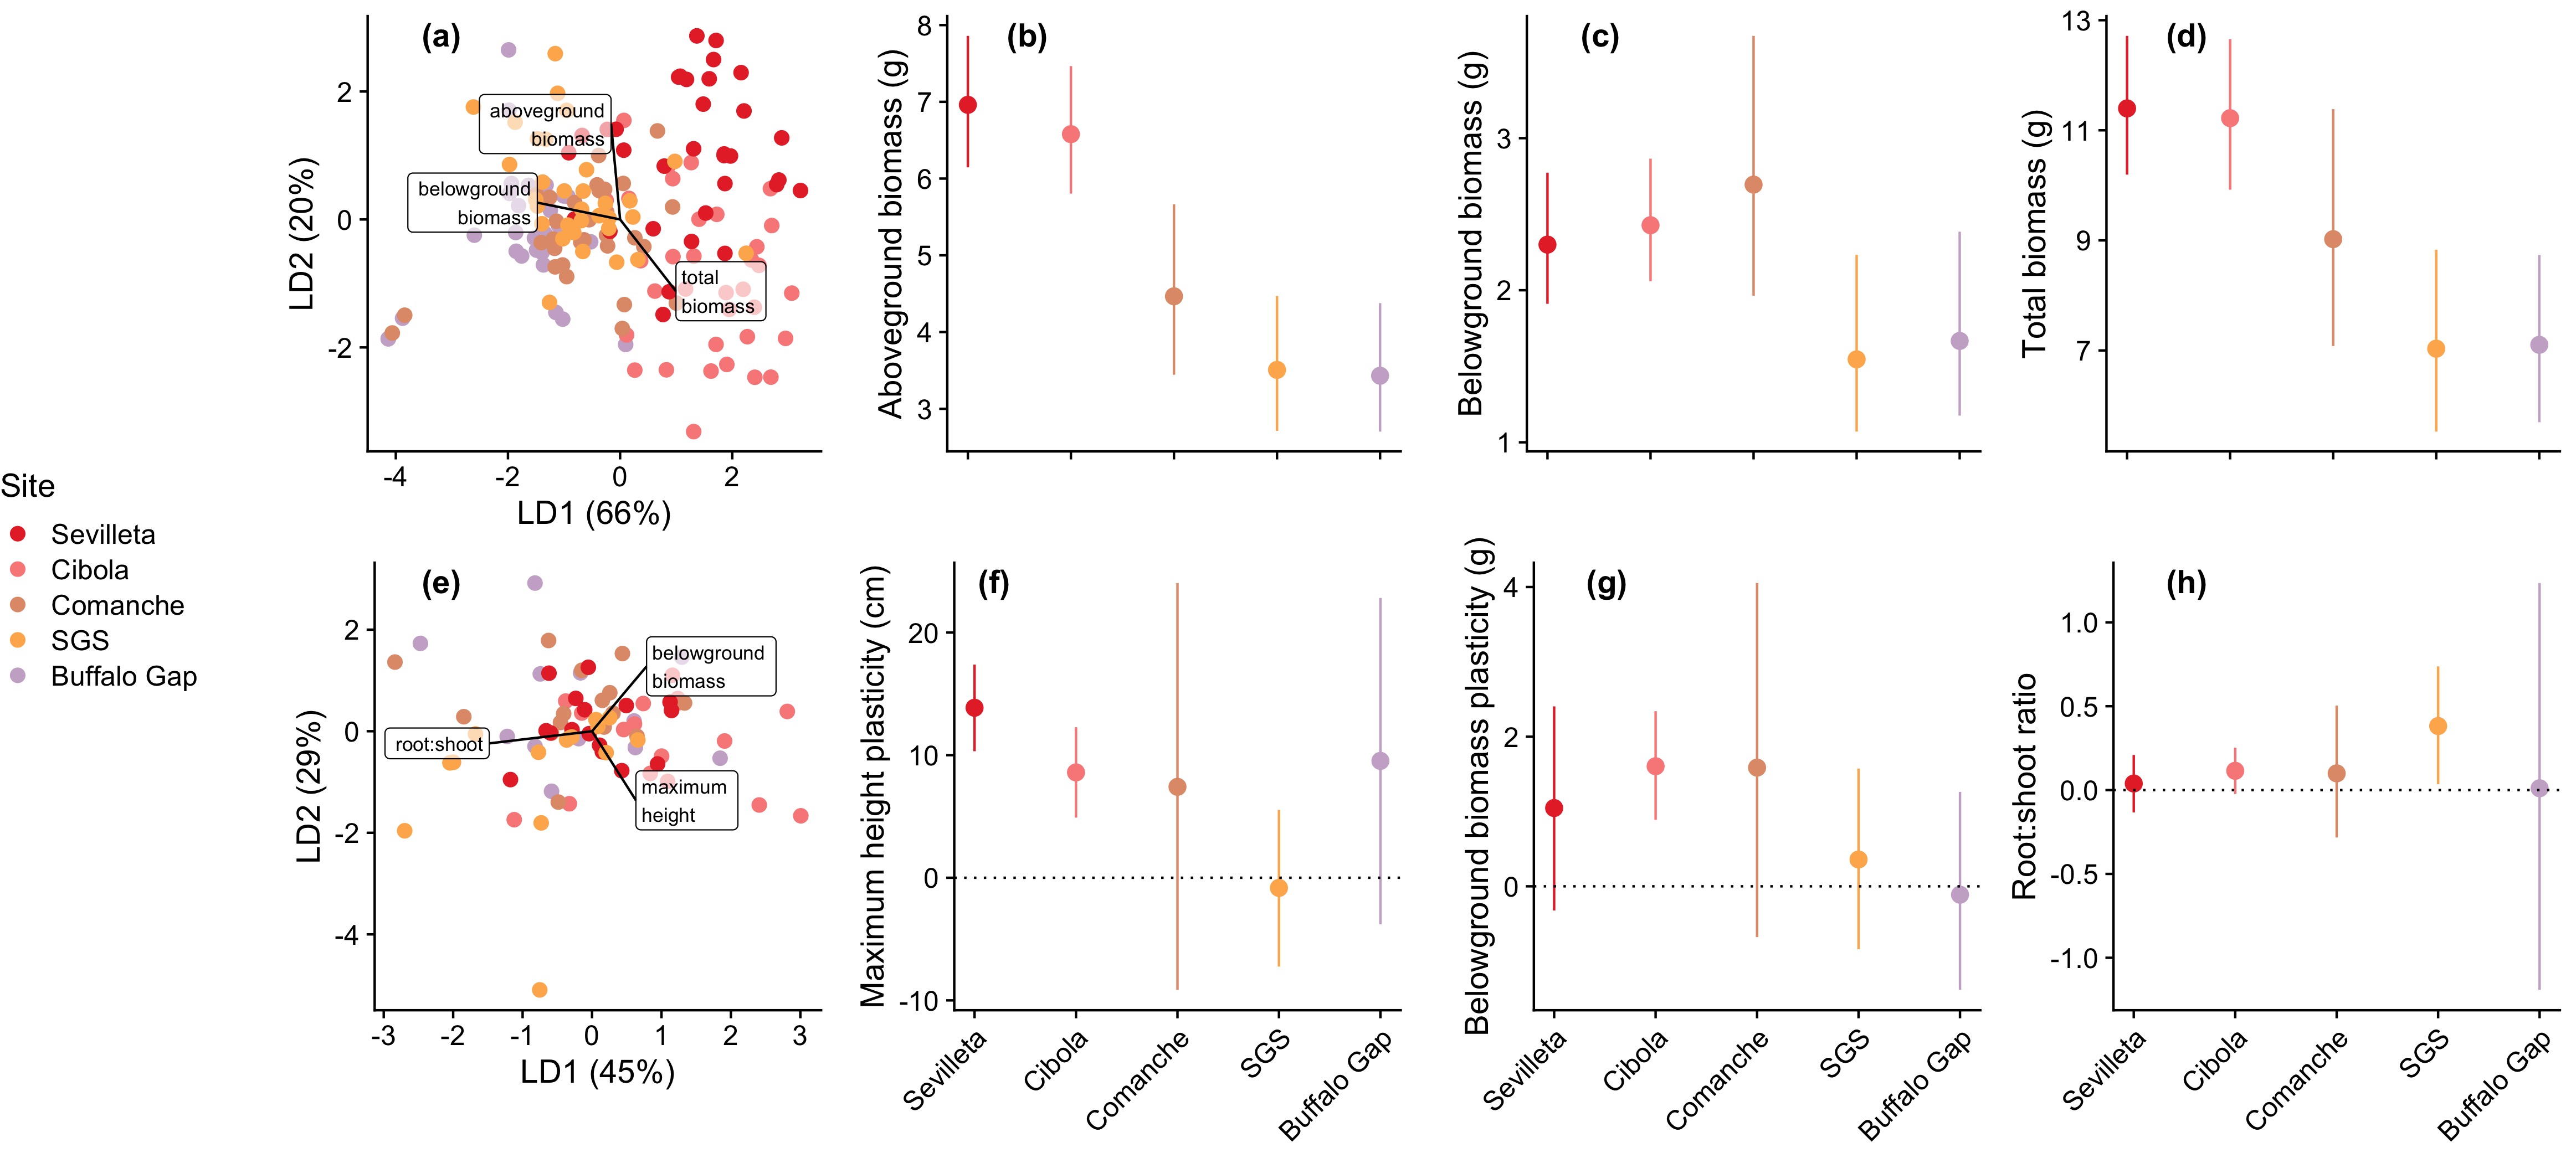 Site
Sevilleta
Cibola
Comanche
SGS
Buffalo Gap
(a)
LD2 (20%)
2
0
-2
aboveground
biomass
belowground
biomass
total
biomass
-4
-2
0
2
LD1 (66%)
(b)
Aboveground biomass (g)
8
7
6
5
4
3
(c)
Belowground biomass (g)
3
2
1
(d)
Total biomass (g)
13
11
9
7
(e)
LD2 (29%)
2
0
-2
-4
belowground
biomass
root:shoot
maximum
height
-3
-2
-1
0
1
2
3
LD1 (45%)
(f)
Maximum height plasticity (cm)
20
10
0
-10
Sevilleta
Cibola
Comanche
SGS
Buffalo Gap
(g)
Belowground biomass plasticity (g)
4
2
0
Sevilleta
Cibola
Comanche
SGS
Buffalo Gap
(h)
Root:shoot ratio
1.0
0.5
0.0
-0.5
-1.0
Sevilleta
Cibola
Comanche
SGS
Buffalo Gap